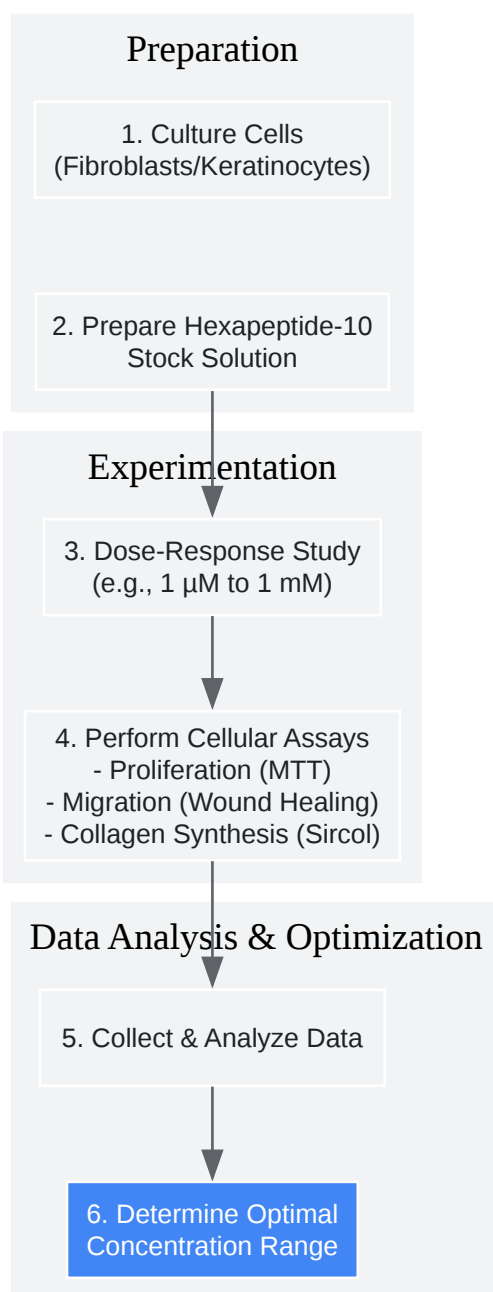 Preparation
1. Culture Cells
(Fibroblasts/Keratinocytes)
2. Prepare Hexapeptide-10
Stock Solution
Experimentation
3. Dose-Response Study
(e.g., 1 µM to 1 mM)
4. Perform Cellular Assays
- Proliferation (MTT)
- Migration (Wound Healing)
- Collagen Synthesis (Sircol)
Data Analysis & Optimization
5. Collect & Analyze Data
6. Determine Optimal
Concentration Range